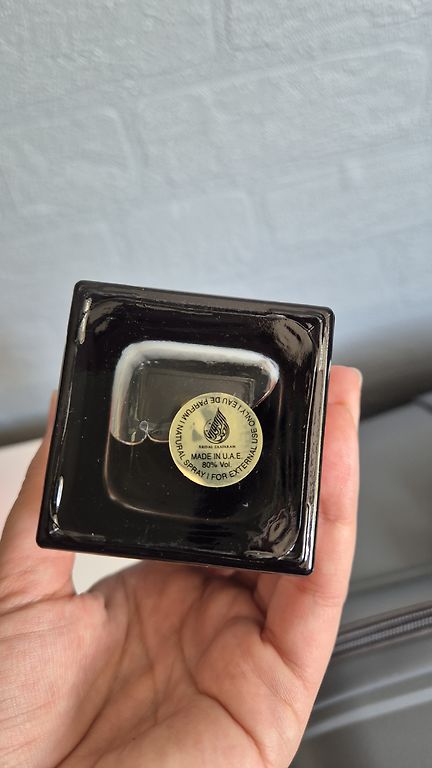 MADE IN U.A.E.
80% Vol.
NATURAL SPRAY / FOR EXTERNAL USE ONLY / EAU DE PARFUM /